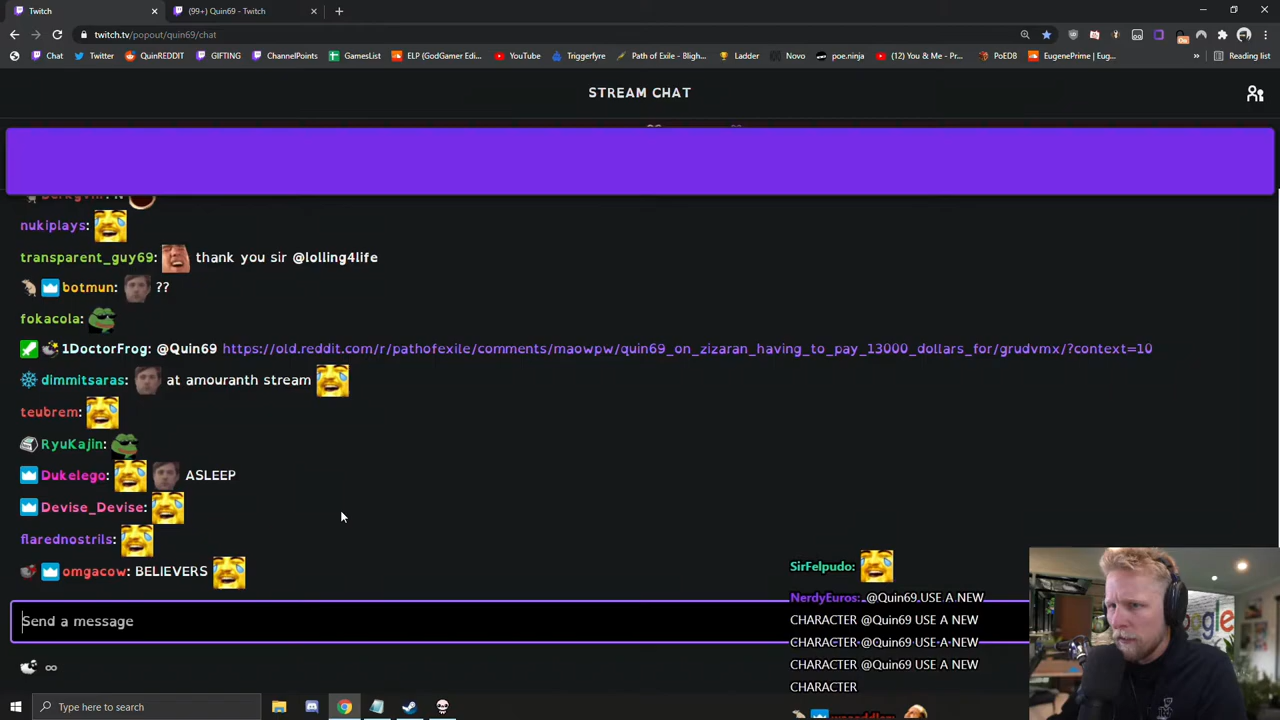 Twitch
(99+) Quin69 - Twitch
twitch.tv/popout/quin69/chat
Chat Twitter QuinREDDIT GIFTING ChannelPoints GamesList ELP (GodGamer Edi... YouTube Triggerfyre Path of Exile - Bligh... Ladder Novo poe.ninja (12) You & Me - Pr... PoEDB EugenePrime | Eug... » Reading list
STREAM CHAT
nukiplays:
transparent_guy69: thank you sir @lolling4life
botmun: ??
fokacola:
1DoctorFrog: @Quin69 https://old.reddit.com/r/pathofexile/comments/maowpw/quin69_on_zizaran_having_to_pay_13000_dollars_for/grudvmx/?context=10
dimmitsaras: at amouranth stream
teubrem:
RyuKajin:
Dukelego: ASLEEP
Devise_Devise:
flarednostrils:
omgacow: BELIEVERS
Send a message
∞
SirFelpudo:
NerdyEuros: @Quin69 USE A NEW
CHARACTER @Quin69 USE A NEW
CHARACTER @Quin69 USE A NEW
CHARACTER @Quin69 USE A NEW
CHARACTER
Type here to search